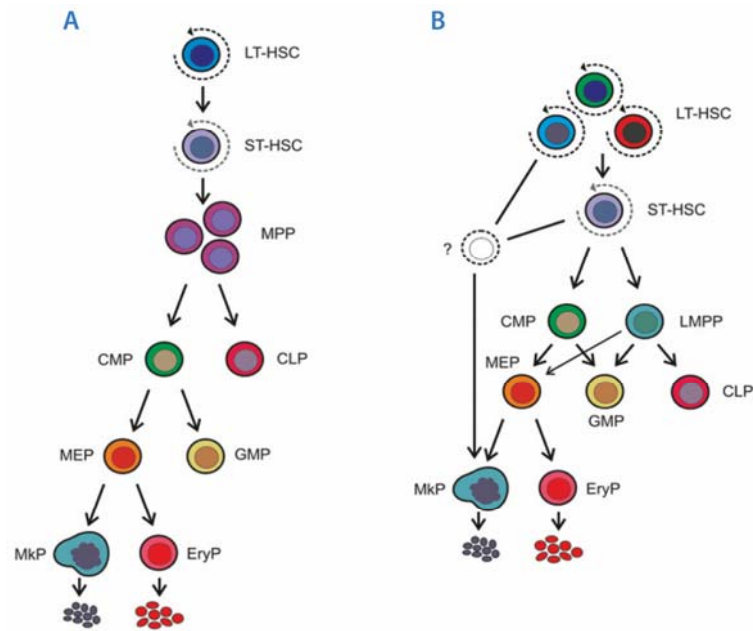 A
LT-HSC
ST-HSC
MPP
CMP
CLP
MEP
GMP
MkP
EryP
B
LT-HSC
ST-HSC
?
CMP
LMPP
MEP
GMP
CLP
MkP
EryP